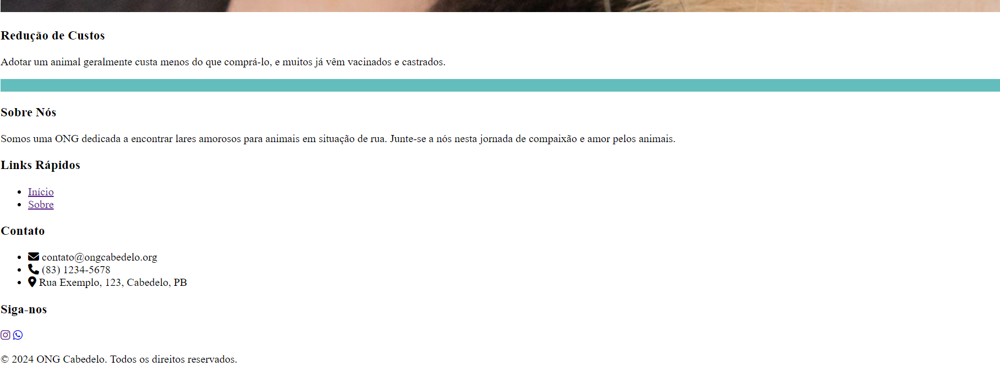 Redução de Custos
Adotar um animal geralmente custa menos do que comprá-lo, e muitos já vêm vacinados e castrados.
Sobre Nós
Somos uma ONG dedicada a encontrar lares amorosos para animais em situação de rua. Junte-se a nós nesta jornada de compaixão e amor pelos animais.
Links Rápidos
Início
Sobre
Contato
contato@ongcabedelo.org
(83) 1234-5678
Rua Exemplo, 123, Cabedelo, PB
Siga-nos
© 2024 ONG Cabedelo. Todos os direitos reservados.